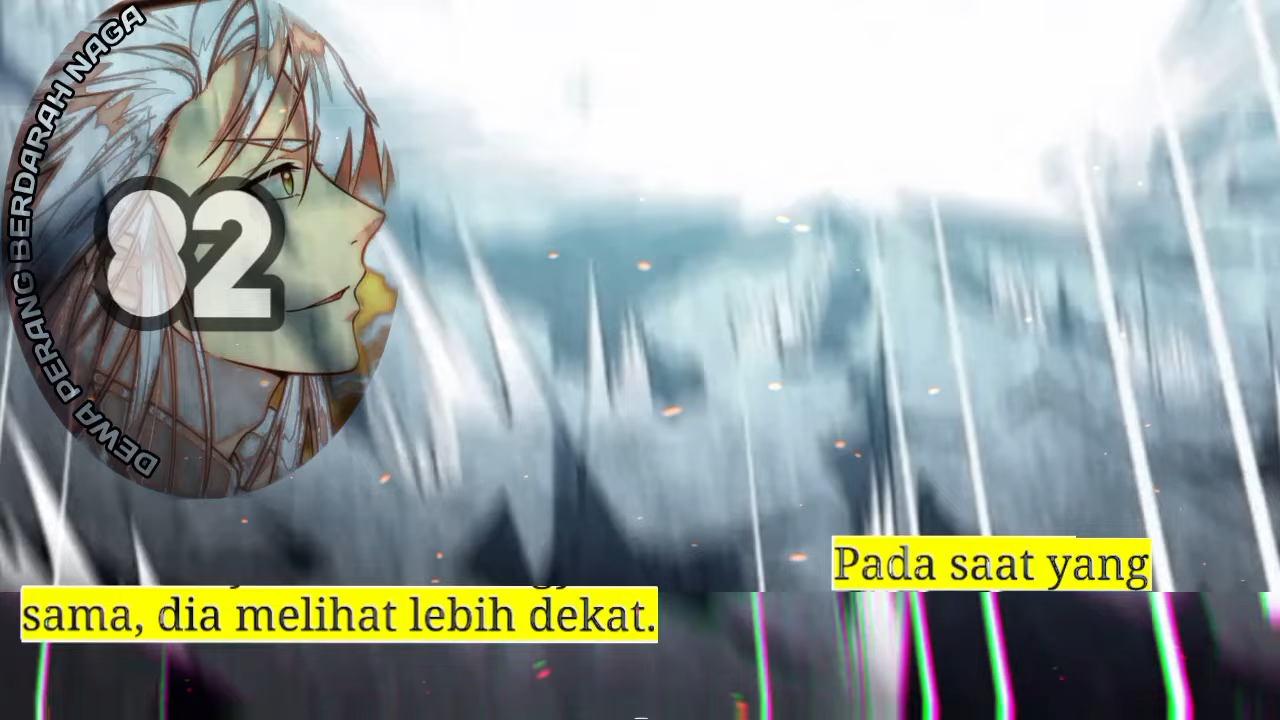 DEWA PERANG BERDARAH NAGA
82
Pada saat yang
sama, dia melihat lebih dekat.